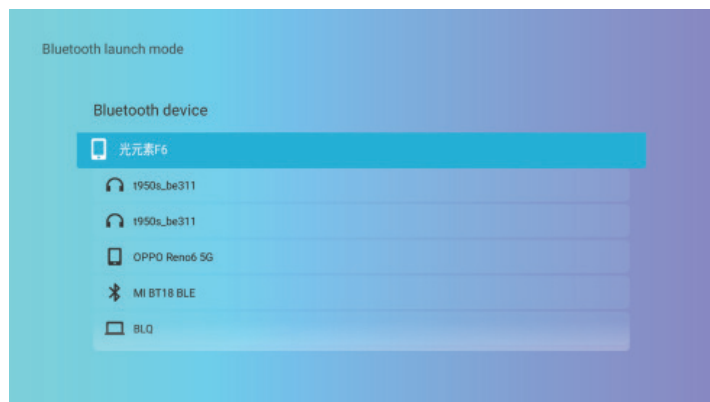 Bluetooth launch mode
Bluetooth device
光元素F6
t950s_be311
t950s_be311
OPPO Reno6 5G
MI BT18 BLE
BLQ